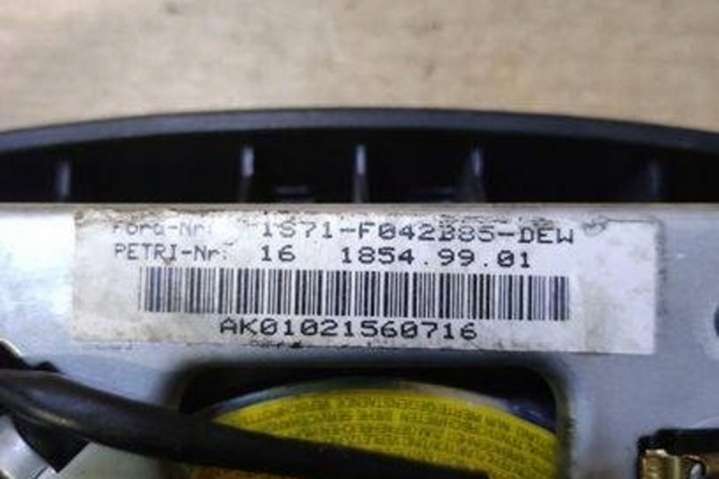 Ford-Nr: 1S71-F042B85-DEW
PETRI-Nr: 16 1854.99.01
AK01021560716